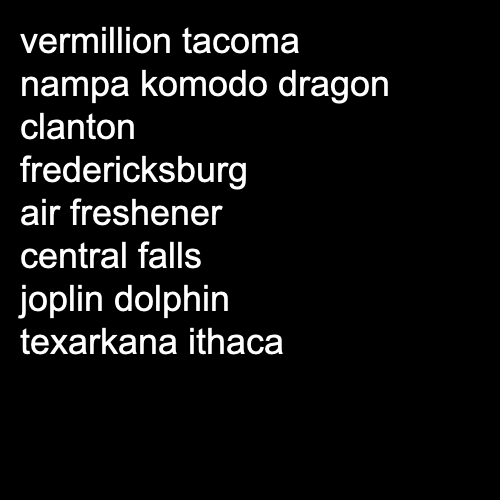 vermillion tacoma
nampa komodo dragon
clanton
fredericksburg
air freshener
central falls
joplin dolphin
texarkana ithaca